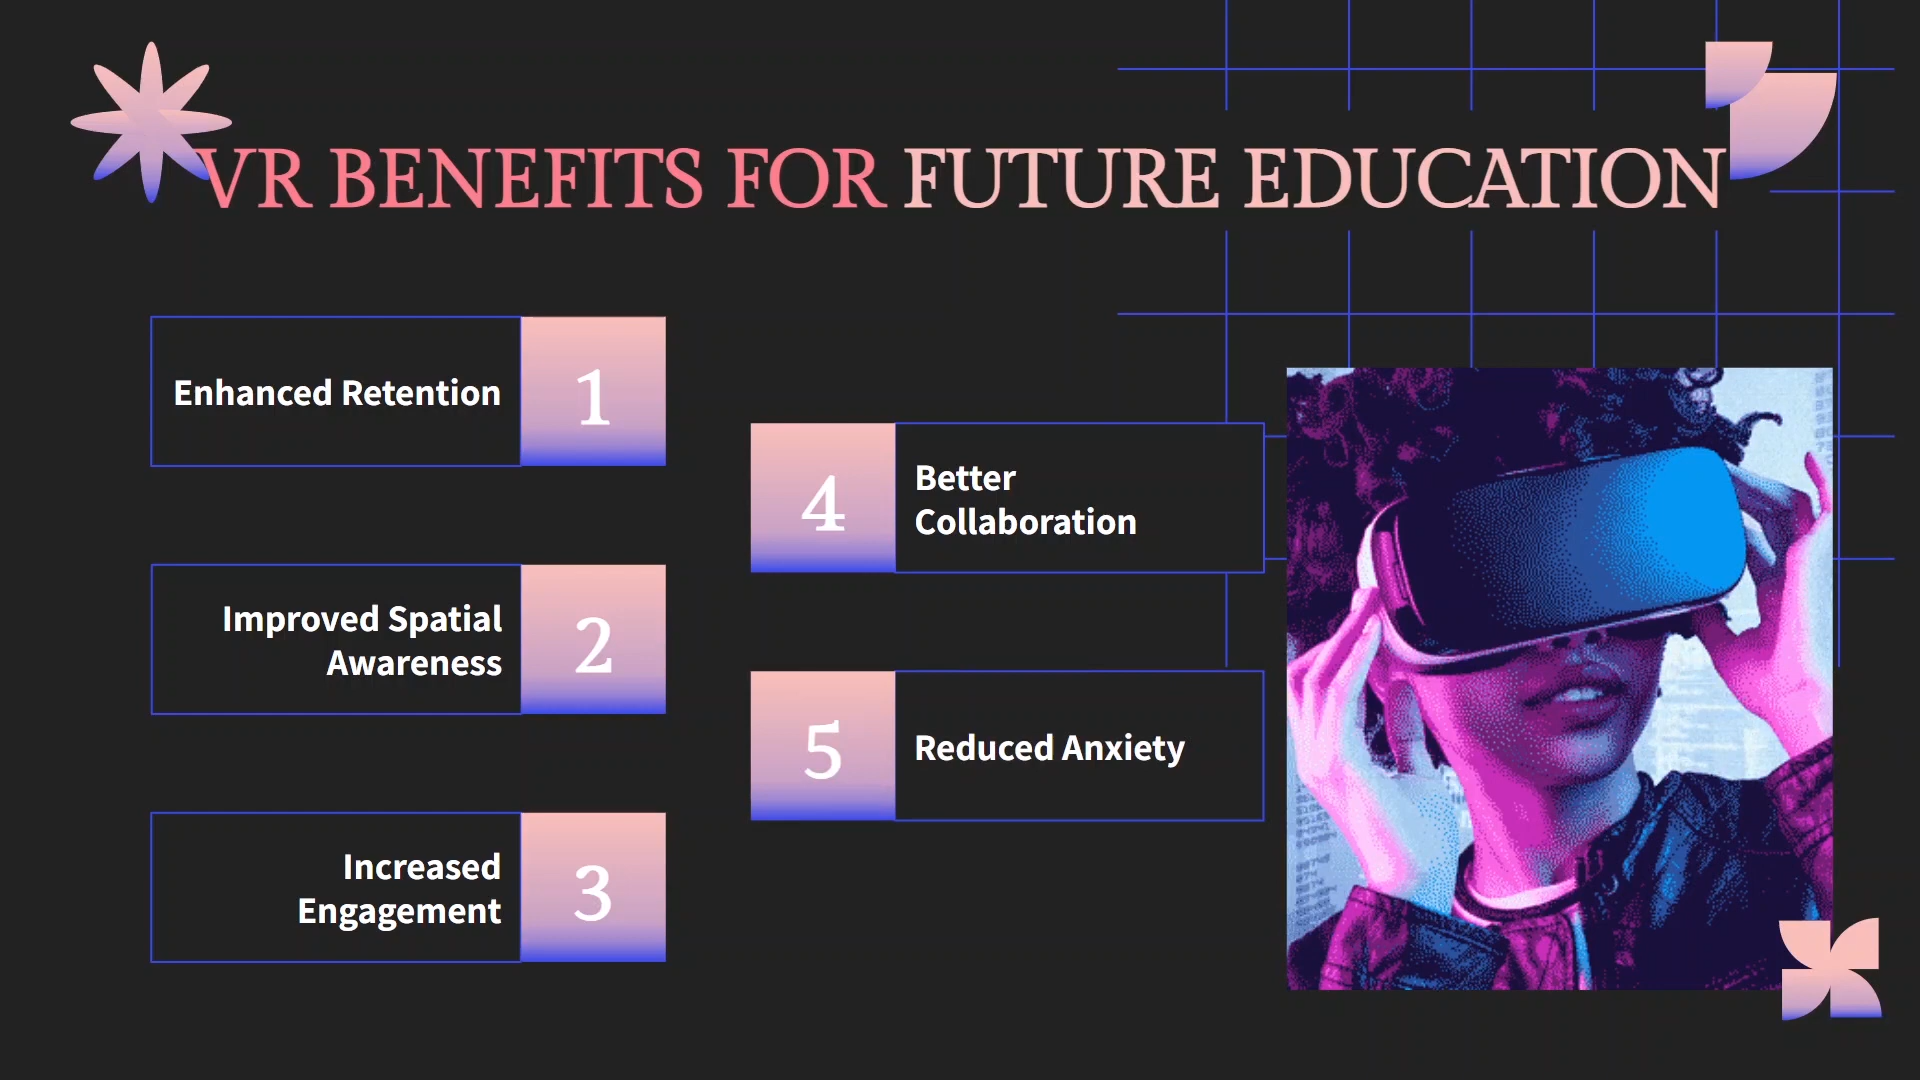 VR BENEFITS FOR FUTURE EDUCATION
Enhanced Retention
1
Improved Spatial
Awareness
2
Increased
Engagement
3
4
Better
Collaboration
5
Reduced Anxiety